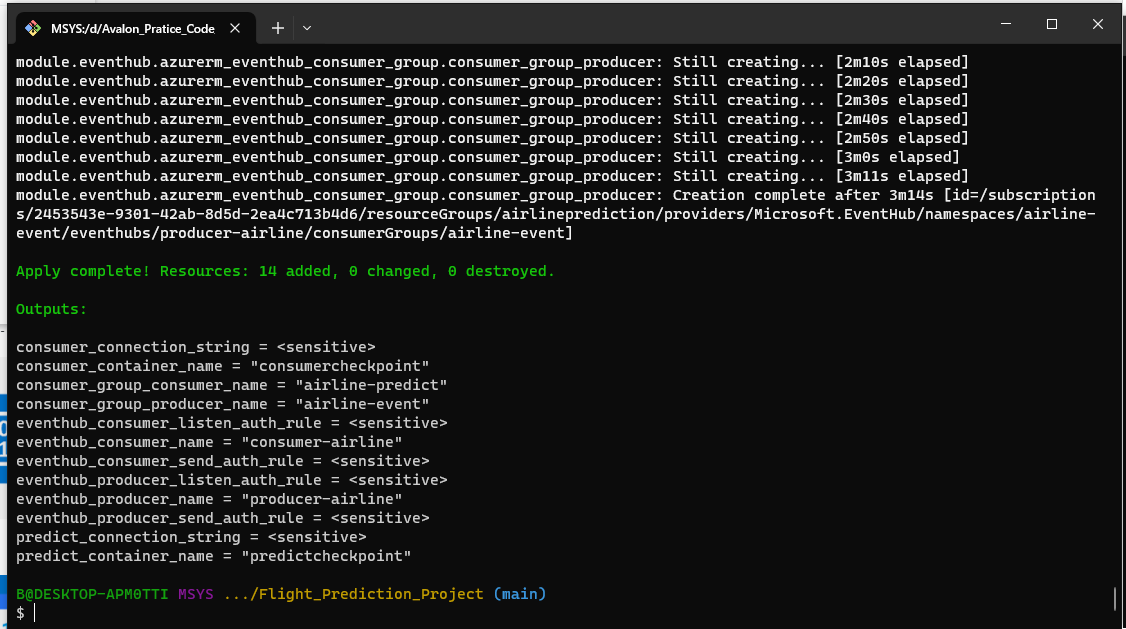 MSYS:/d/Avalon_Pratice_Code
module.eventhub.azurerm_eventhub_consumer_group.consumer_group_producer: Still creating... [2m10s elapsed]
module.eventhub.azurerm_eventhub_consumer_group.consumer_group_producer: Still creating... [2m20s elapsed]
module.eventhub.azurerm_eventhub_consumer_group.consumer_group_producer: Still creating... [2m30s elapsed]
module.eventhub.azurerm_eventhub_consumer_group.consumer_group_producer: Still creating... [2m40s elapsed]
module.eventhub.azurerm_eventhub_consumer_group.consumer_group_producer: Still creating... [2m50s elapsed]
module.eventhub.azurerm_eventhub_consumer_group.consumer_group_producer: Still creating... [3m0s elapsed]
module.eventhub.azurerm_eventhub_consumer_group.consumer_group_producer: Still creating... [3m11s elapsed]
module.eventhub.azurerm_eventhub_consumer_group.consumer_group_producer: Creation complete after 3m14s [id=/subscription
s/2453543e-9301-42ab-8d5d-2ea4c713b4d6/resourceGroups/airlineprediction/providers/Microsoft.EventHub/namespaces/airline-
event/eventhubs/producer-airline/consumerGroups/airline-event]
Apply complete! Resources: 14 added, 0 changed, 0 destroyed.
Outputs:
consumer_connection_string = <sensitive>
consumer_container_name = "consumercheckpoint"
consumer_group_consumer_name = "airline-predict"
consumer_group_producer_name = "airline-event"
eventhub_consumer_listen_auth_rule = <sensitive>
eventhub_consumer_name = "consumer-airline"
eventhub_consumer_send_auth_rule = <sensitive>
eventhub_producer_listen_auth_rule = <sensitive>
eventhub_producer_name = "producer-airline"
eventhub_producer_send_auth_rule = <sensitive>
predict_connection_string = <sensitive>
predict_container_name = "predictcheckpoint"
B@DESKTOP-APM0TTI MSYS .../Flight_Prediction_Project (main)
$